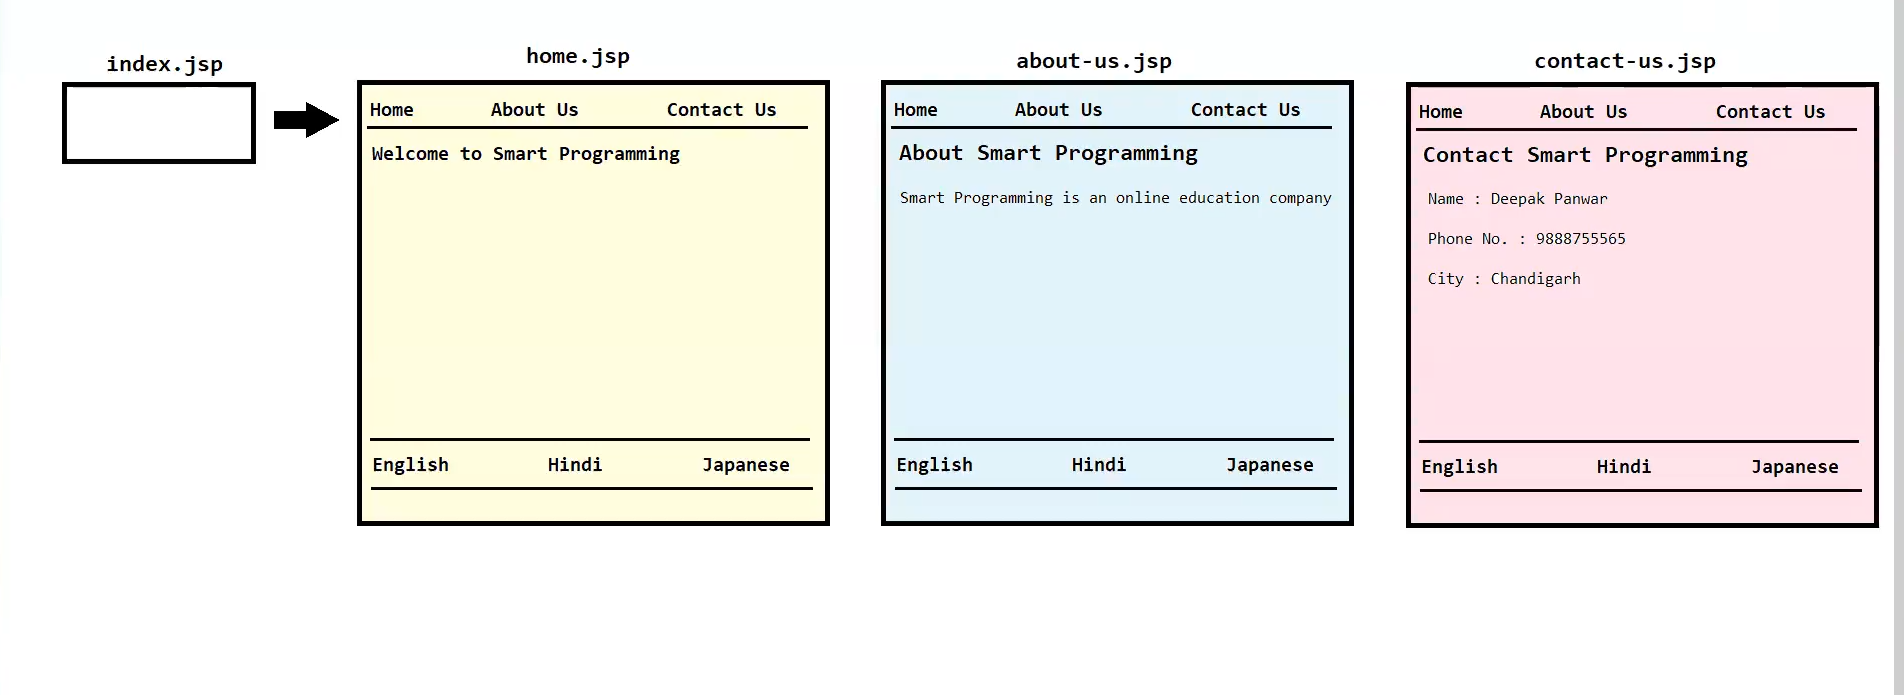 index.jsp
home.jsp
Home About Us Contact Us
Welcome to Smart Programming
English Hindi Japanese
about-us.jsp
Home About Us Contact Us
About Smart Programming
Smart Programming is an online education company
English Hindi Japanese
contact-us.jsp
Home About Us Contact Us
Contact Smart Programming
Name : Deepak Panwar
Phone No. : 9888755565
City : Chandigarh
English Hindi Japanese